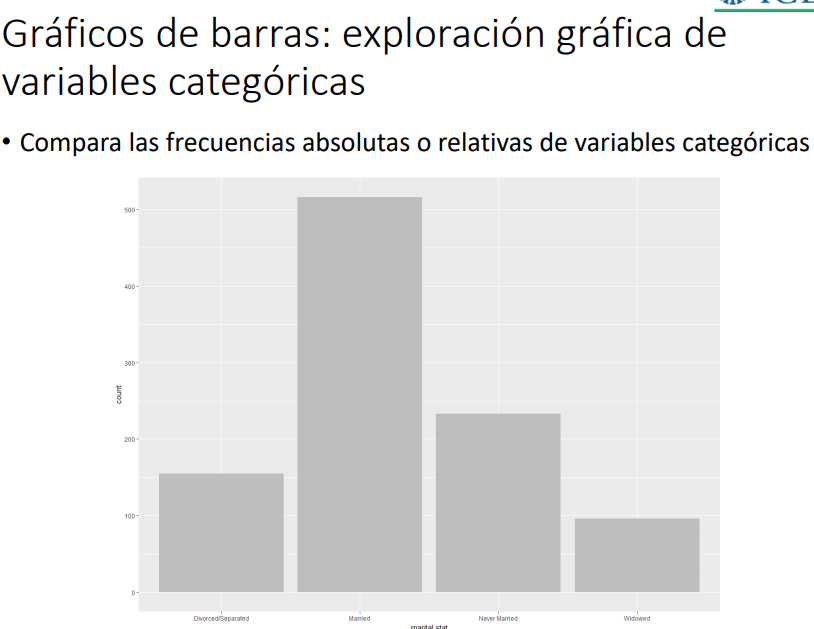 Gráficos de barras: exploración gráfica de
variables categóricas
• Compara las frecuencias absolutas o relativas de variables categóricas
500
400
300
200
100
0
count
Divorced/Separated Married Never Married Widowed
marital.stat